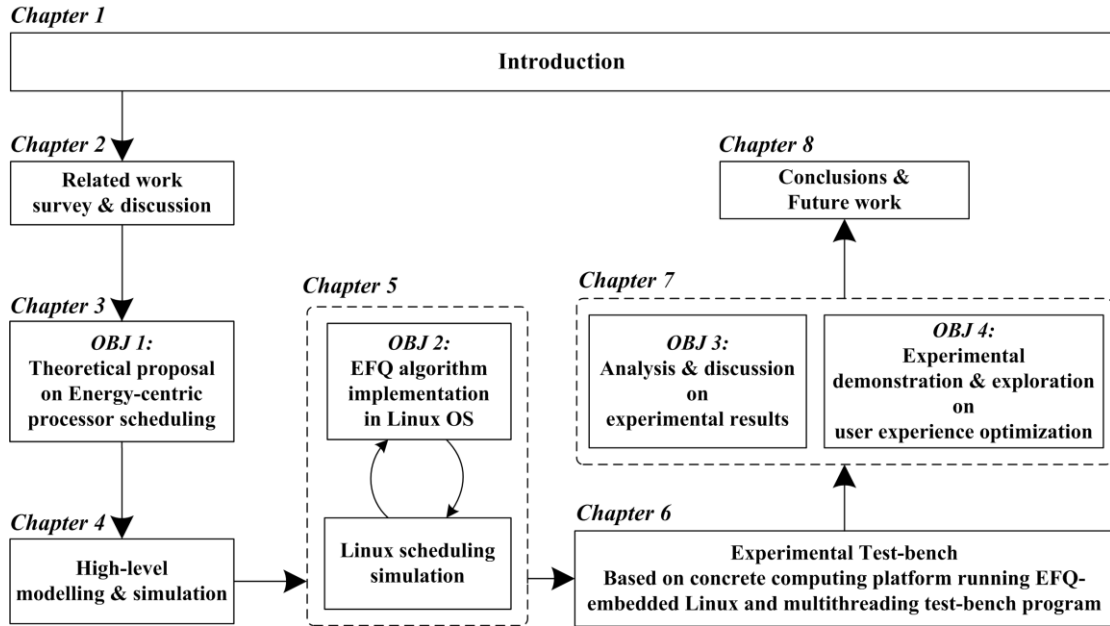 Chapter 1
Introduction
Chapter 2
Related work
survey & discussion
Chapter 3
OBJ 1:
Theoretical proposal
on Energy-centric
processor scheduling
Chapter 4
High-level
modelling & simulation
Chapter 5
OBJ 2:
EFQ algorithm
implementation
in Linux OS
Linux scheduling
simulation
Chapter 6
Experimental Test-bench
Based on concrete computing platform running EFQ-
embedded Linux and multithreading test-bench program
Chapter 7
OBJ 3:
Analysis & discussion
on
experimental results
OBJ 4:
Experimental
demonstration & exploration
on
user experience optimization
Chapter 8
Conclusions &
Future work